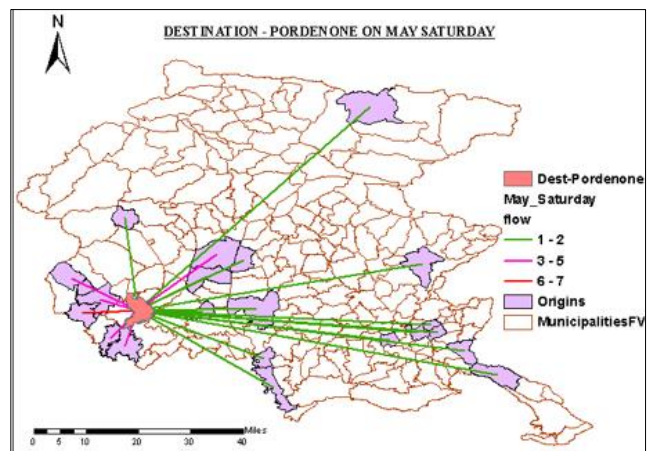 N
DESTINATION - PORDENONE ON MAY SATURDAY
Dest-Pordenone
May_Saturday
flow
1 - 2
3 - 5
6 - 7
Origins
MunicipalitiesFV
Miles
0 5 10 20 30 40